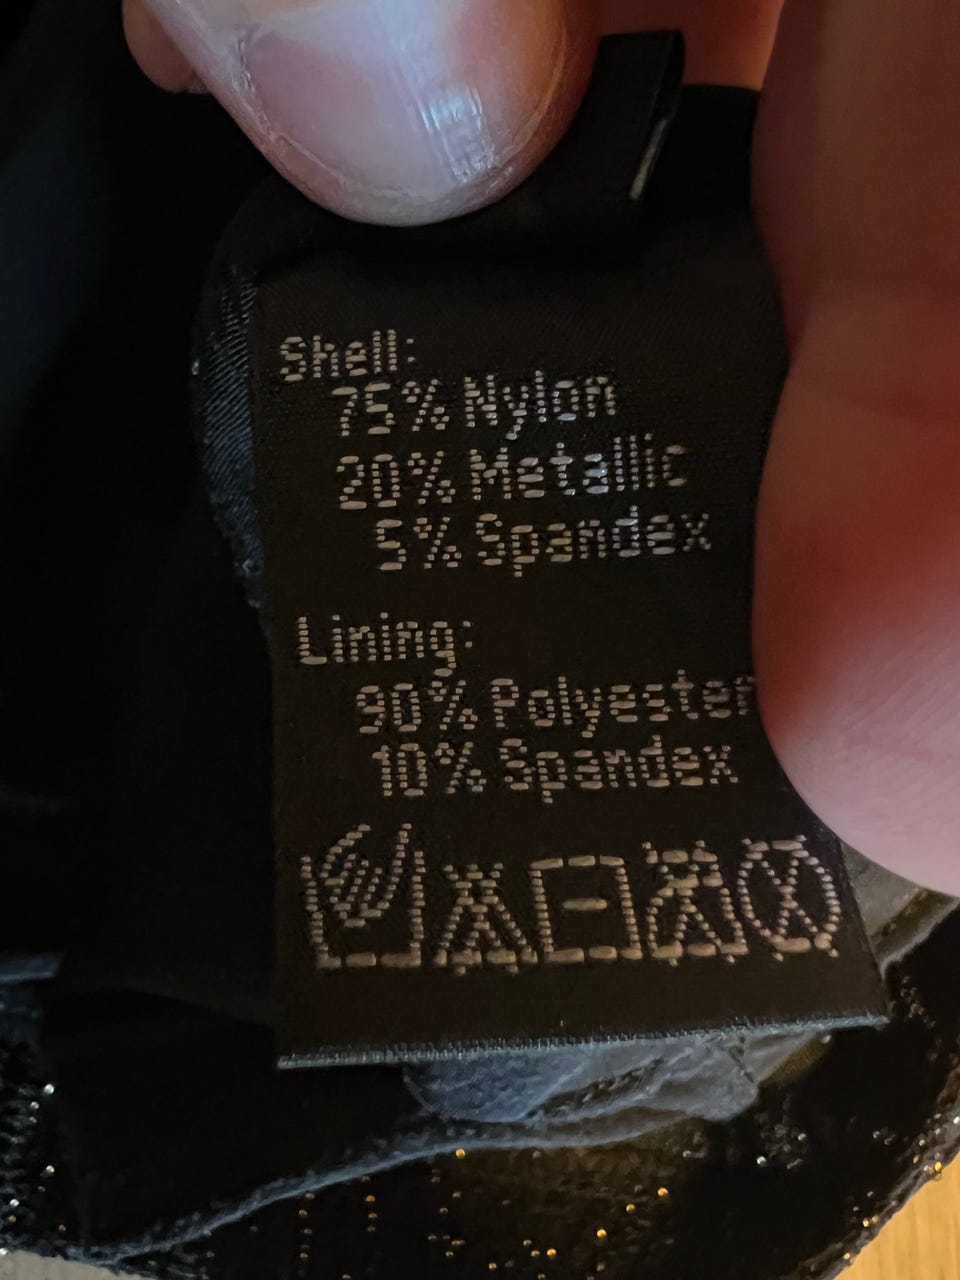 Shell:
75% Nylon
20% Metallic
5% Spandex
Lining:
90% Polyester
10% Spandex